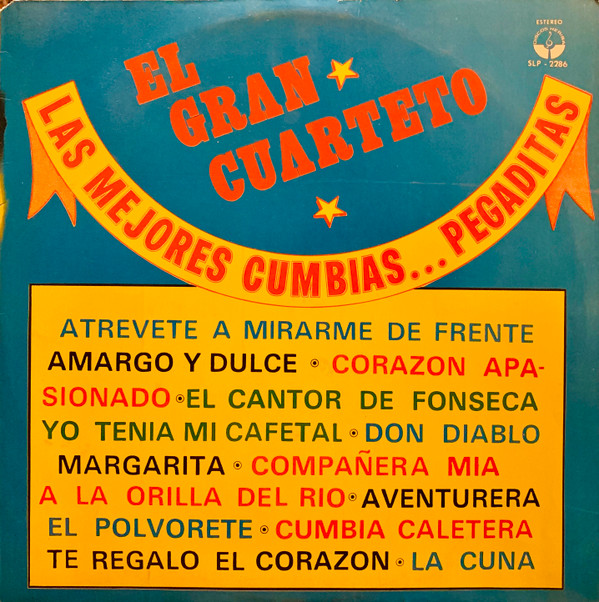 ESTEREO
SLP - 2286
EL
GRAN
CUARTETO
LAS MEJORES CUMBIAS... PEGADITAS
ATREVETE A MIRARME DE FRENTE
AMARGO Y DULCE • CORAZON APA-
SIONADO • EL CANTOR DE FONSECA
YO TENIA MI CAFETAL • DON DIABLO
MARGARITA • COMPAÑERA MIA
A LA ORILLA DEL RIO • AVENTURERA
EL POLVORETE • CUMBIA CALETERA
TE REGALO EL CORAZON • LA CUNA